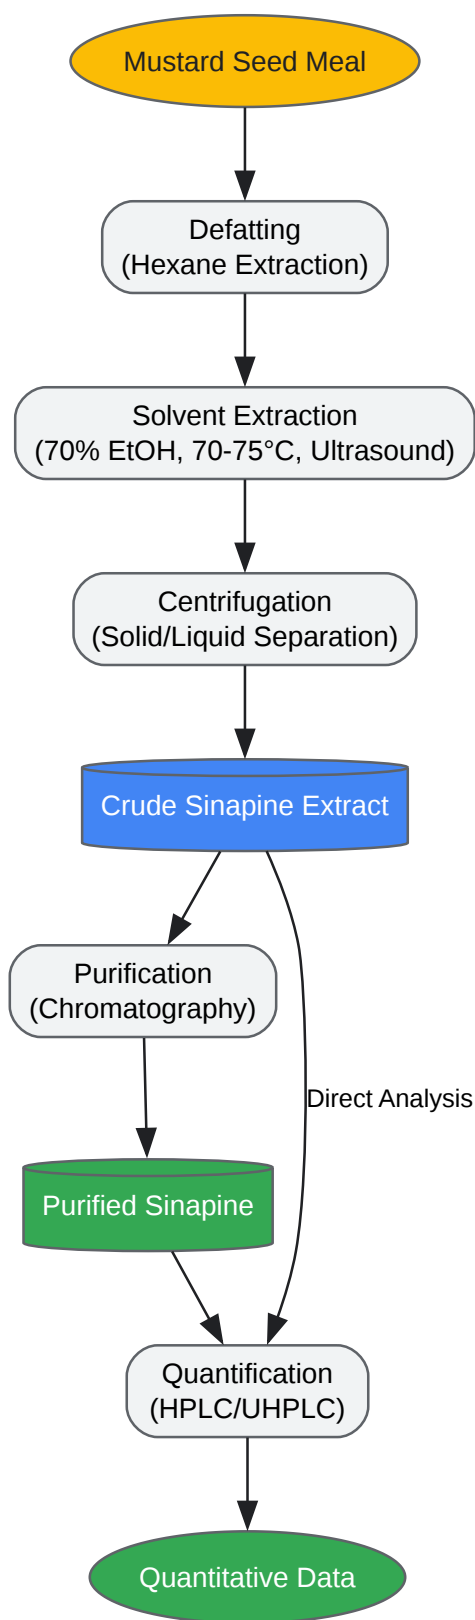 Mustard Seed Meal
Defatting
(Hexane Extraction)
Solvent Extraction
(70% EtOH, 70-75°C, Ultrasound)
Centrifugation
(Solid/Liquid Separation)
Crude Sinapine Extract
Purification
(Chromatography)
Direct Analysis
Purified Sinapine
Quantification
(HPLC/UHPLC)
Quantitative Data